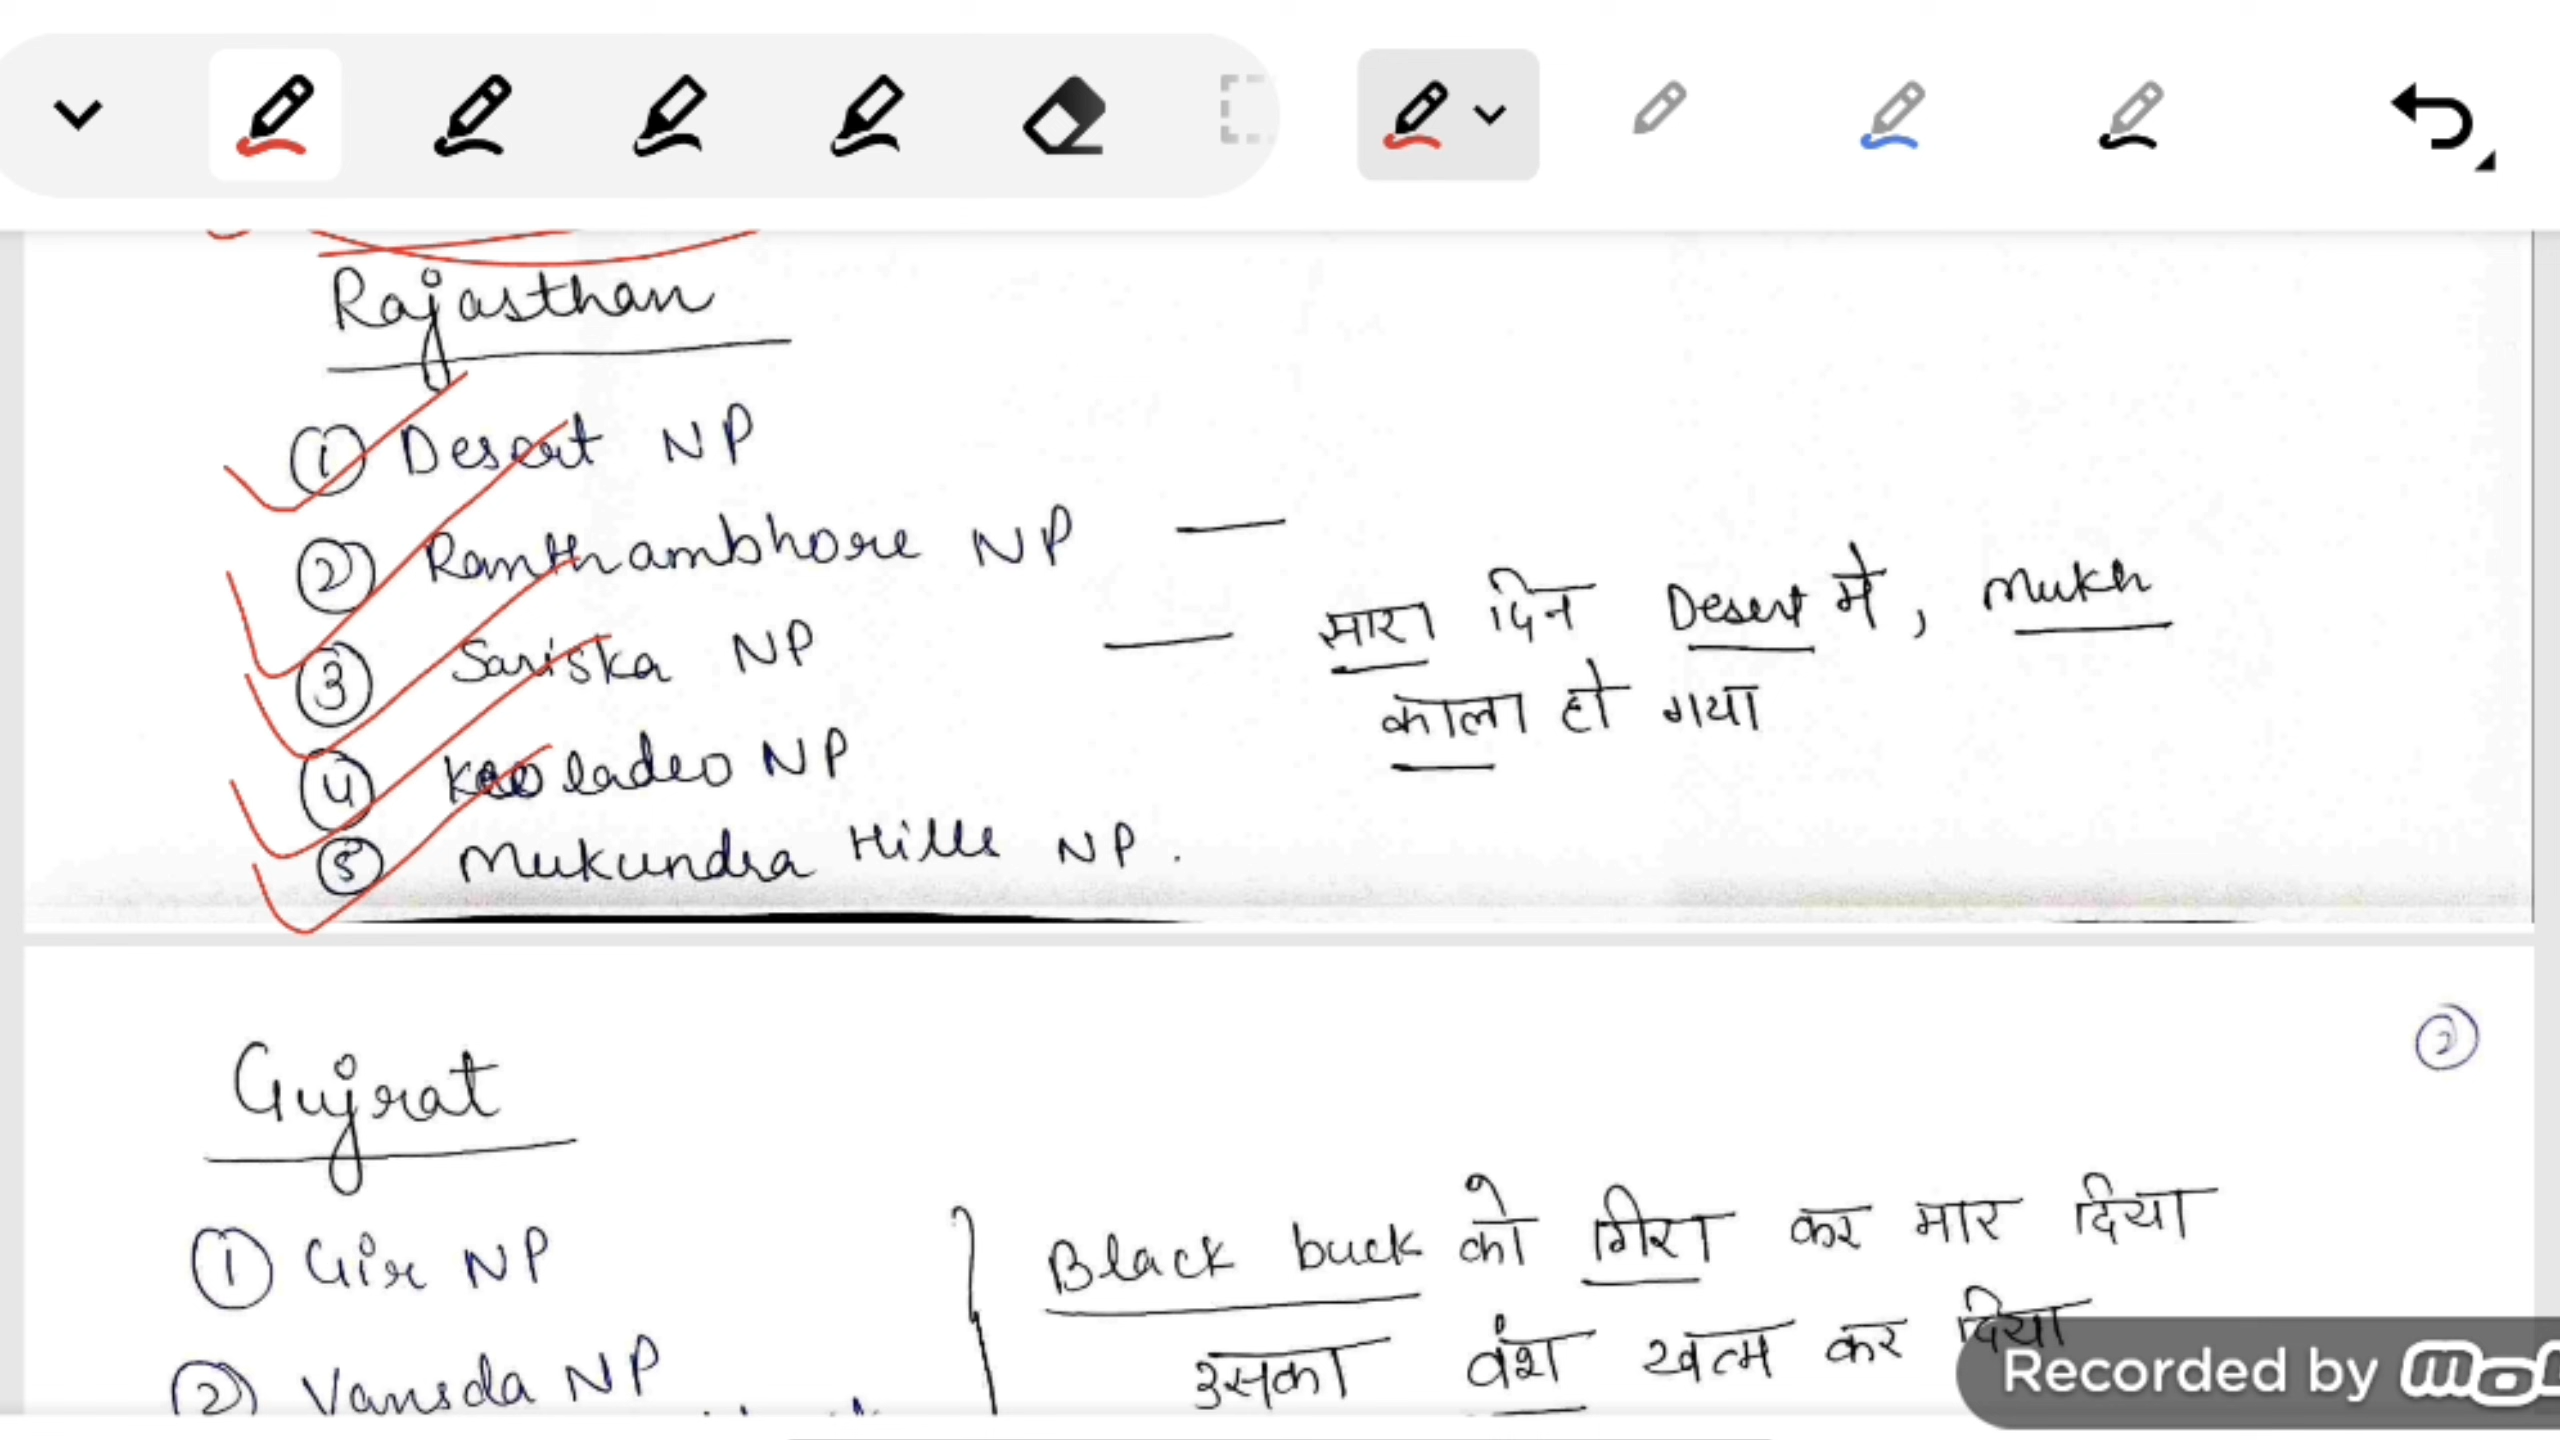 Rajasthan
① Desert NP
② Ranthambhore NP —
③ Sariska NP — सारा दिन Desert में, Mukh
काला हो गया
④ Keoladeo NP
⑤ Mukundra Hills NP.
②
Gujrat
① Gir NP
Black buck को गिरा कर मार दिया
② Vansda NP
उसका वंश खत्म कर दिया
Recorded by